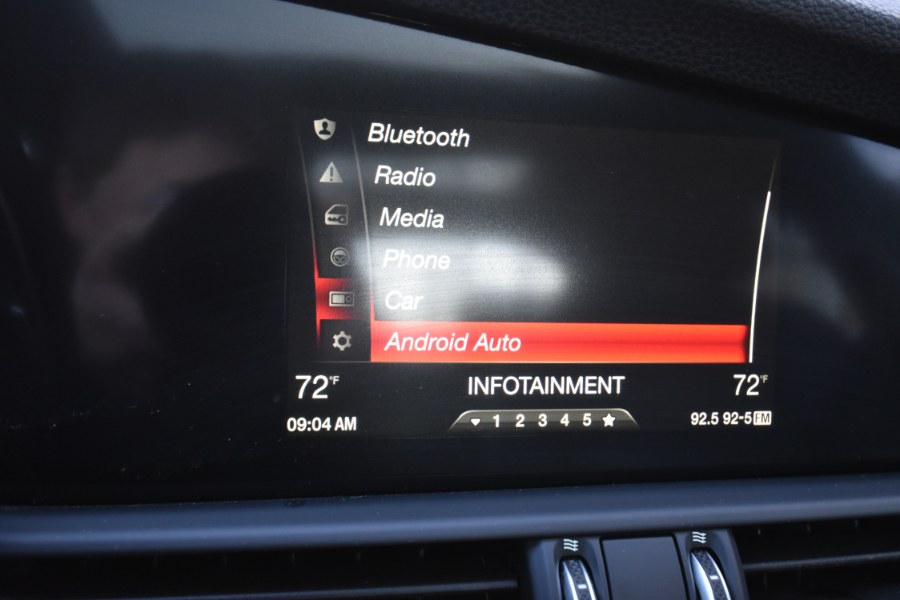 Bluetooth
Radio
Media
Phone
Car
Android Auto
72°F INFOTAINMENT 72°F
09:04 AM 1 2 3 4 5 92.5 92-5 FM